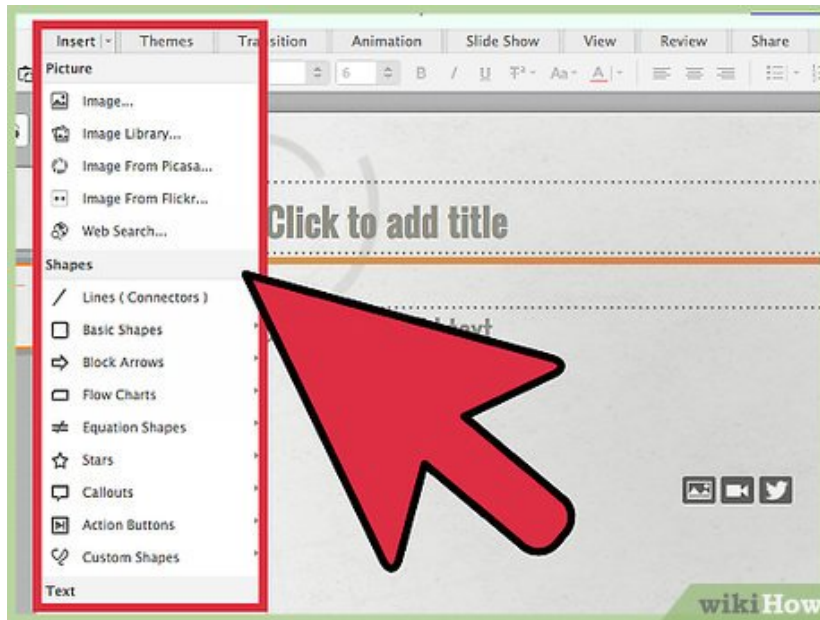 Insert Themes Transition Animation Slide Show View Review Share
Picture
6 B I U Aa A
Image...
Image Library...
Image From Picasa...
Image From Flickr...
Web Search...
Click to add title
Shapes
Lines ( Connectors )
Basic Shapes
text
Block Arrows
Flow Charts
Equation Shapes
Stars
Callouts
Action Buttons
Custom Shapes
Text
wikiHow